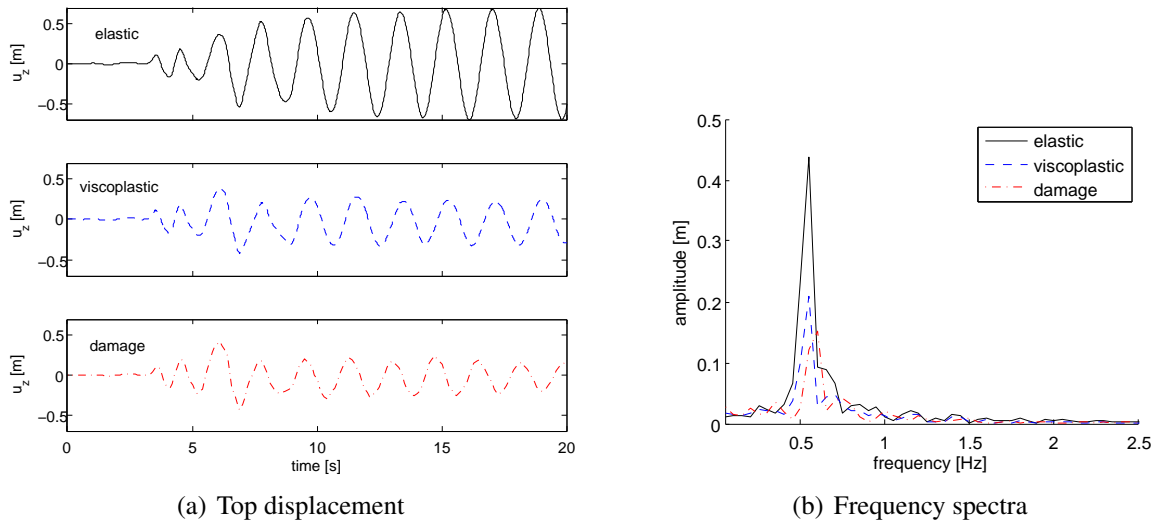 elastic
u_z [m]
0.5
0
−0.5
viscoplastic
u_z [m]
0.5
0
−0.5
damage
u_z [m]
0.5
0
−0.5
0 5 10 15 20
time [s]
(a) Top displacement
elastic
viscoplastic
damage
amplitude [m]
0.5
0.4
0.3
0.2
0.1
0
0.5 1 1.5 2 2.5
frequency [Hz]
(b) Frequency spectra